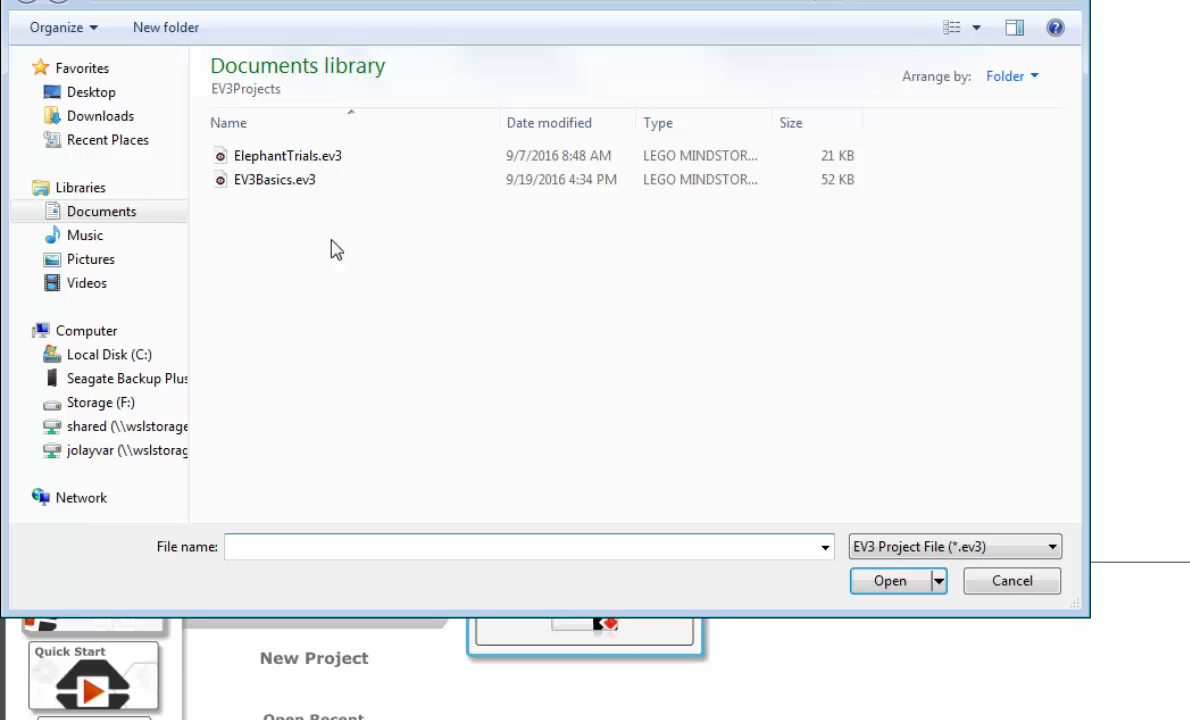 Organize New folder
Favorites
Desktop
Downloads
Recent Places
Libraries
Documents
Music
Pictures
Videos
Computer
Local Disk (C:)
Seagate Backup Plus
Storage (F:)
shared (\\wslstorage
jolayvar (\\wslstorag
Network
Documents library
EV3Projects
Arrange by: Folder
Name Date modified Type Size
ElephantTrials.ev3 9/7/2016 8:48 AM LEGO MINDSTOR... 21 KB
EV3Basics.ev3 9/19/2016 4:34 PM LEGO MINDSTOR... 52 KB
File name: EV3 Project File (*.ev3)
Open Cancel
Quick Start
New Project
Open Recent